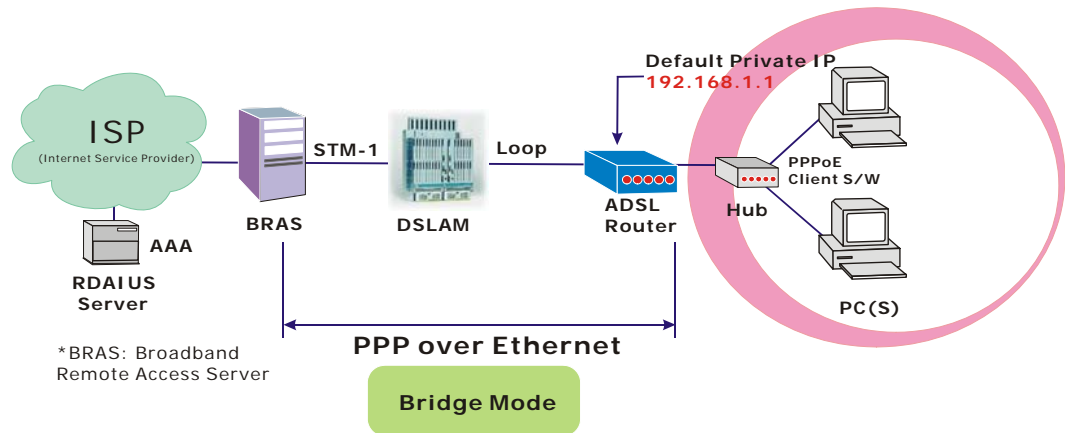 Default Private IP
192.168.1.1
ISP
(Internet Service Provider)
STM-1
Loop
PPPoE
Client S/W
BRAS
DSLAM
ADSL
Router
Hub
AAA
RDAIUS
Server
PC(S)
PPP over Ethernet
*BRAS: Broadband
Remote Access Server
Bridge Mode